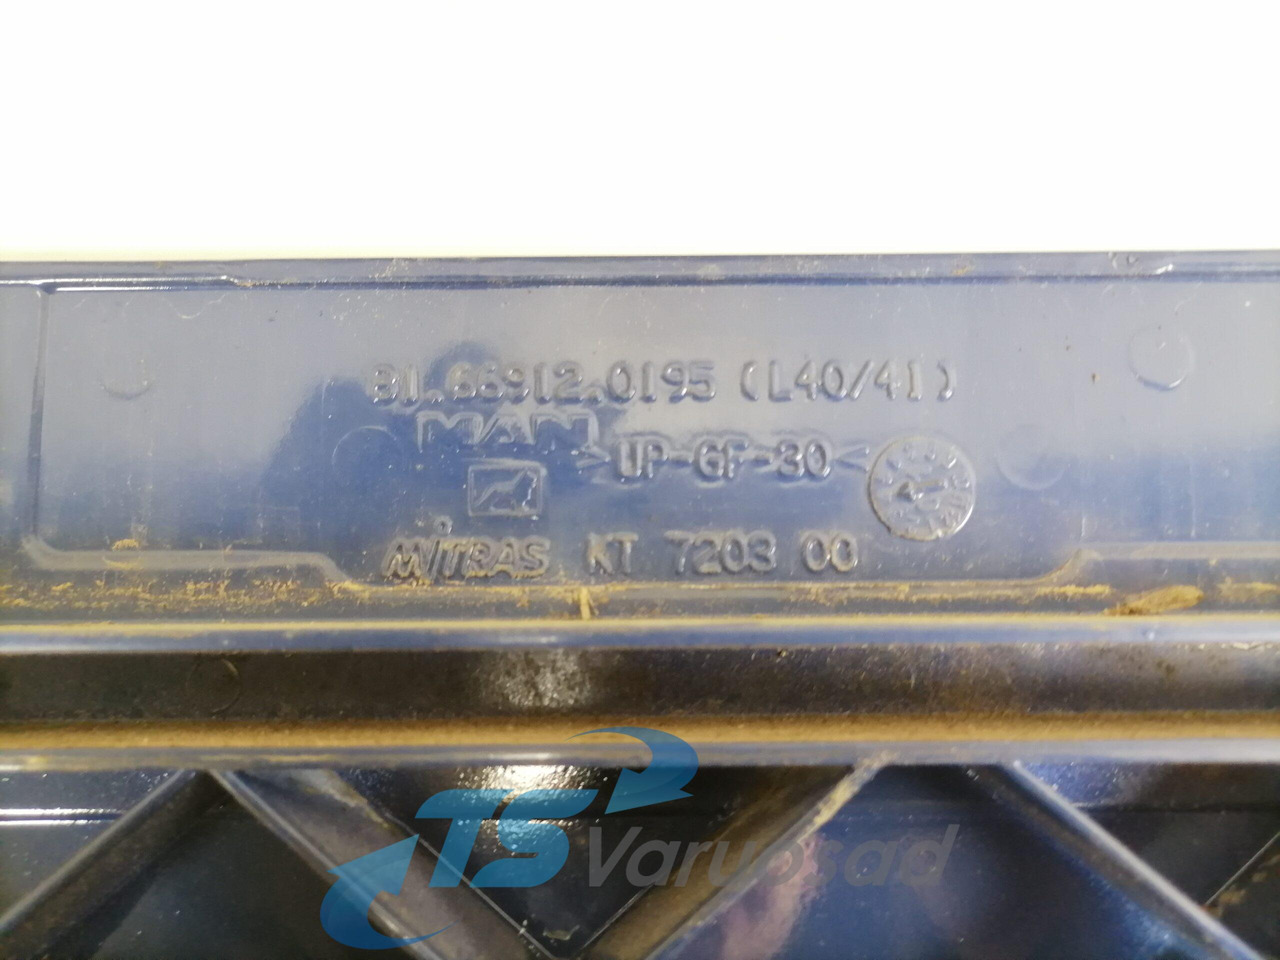 81.66912.0195 (L40/41)
MAN
>UP-GF-30<
MITRAS KT 7203 00
TS Varuosad